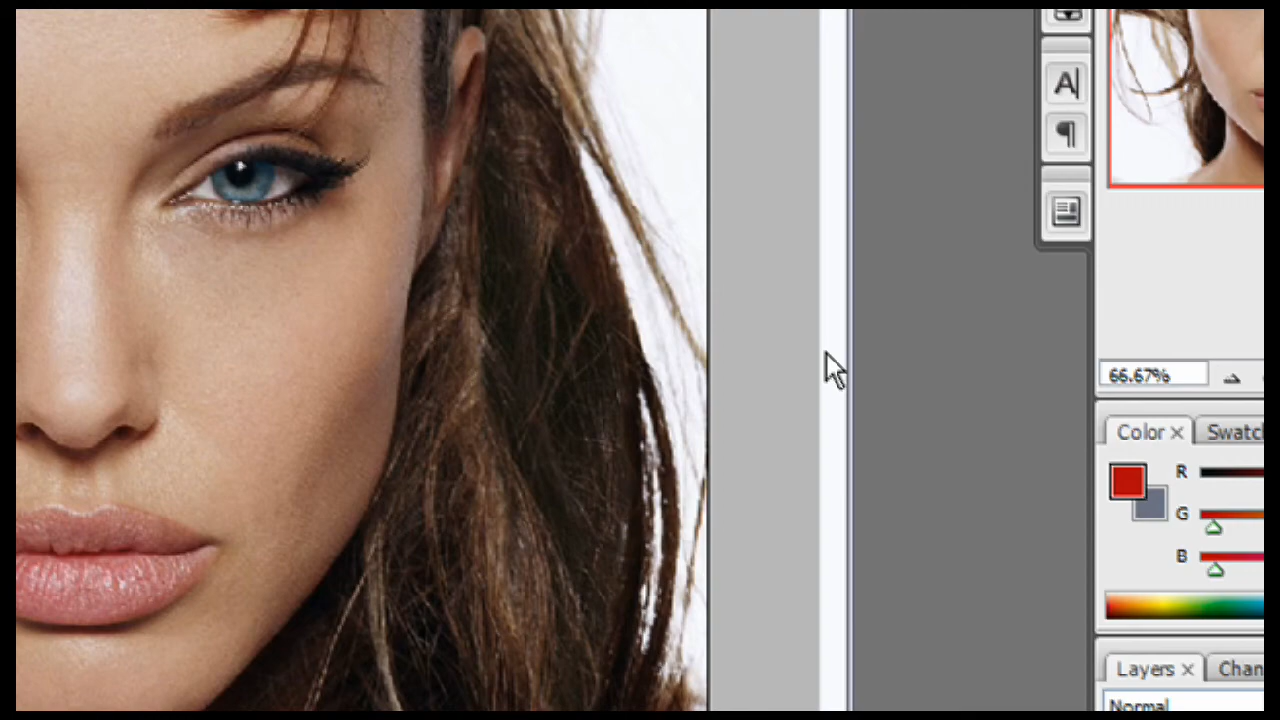 A
¶
66.67%
Color × Swatc
R
G
B
Layers × Chan
Normal